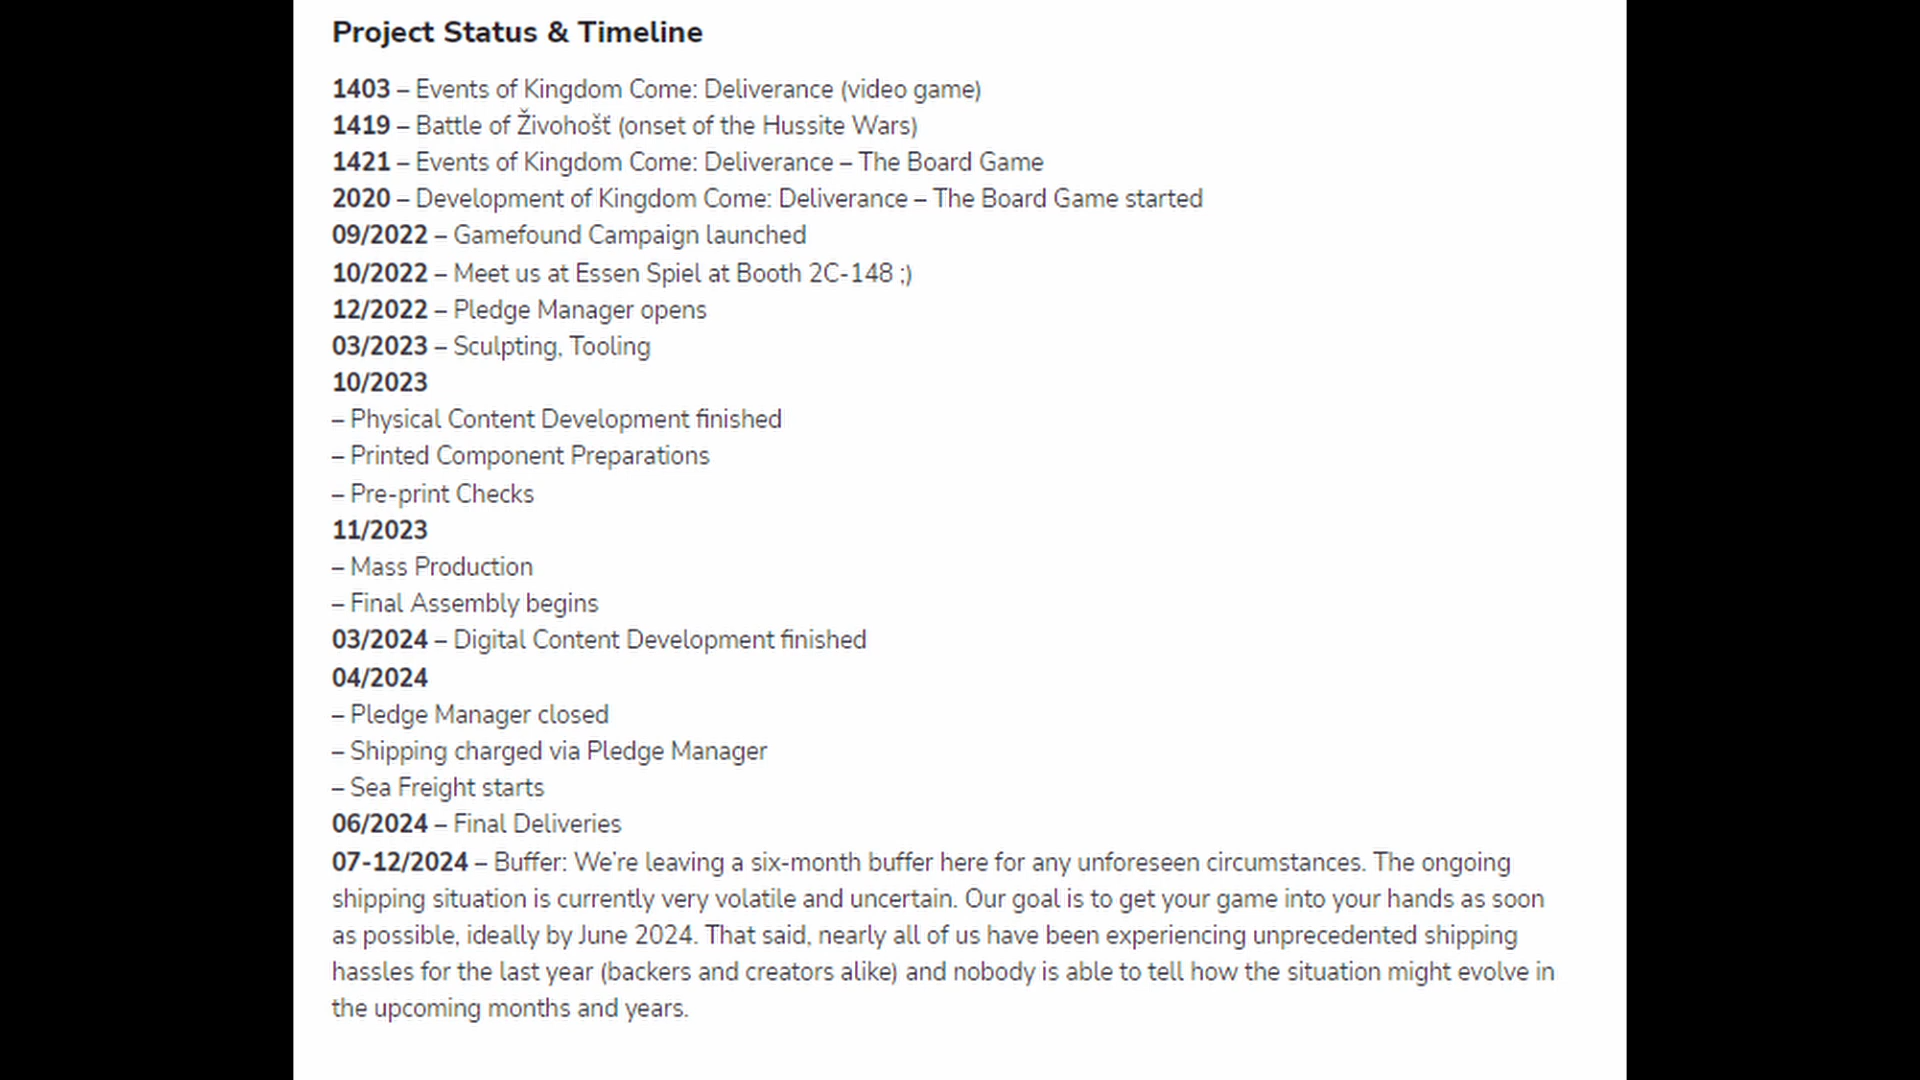 Project Status & Timeline
1403 – Events of Kingdom Come: Deliverance (video game)
1419 – Battle of Živohošť (onset of the Hussite Wars)
1421 – Events of Kingdom Come: Deliverance – The Board Game
2020 – Development of Kingdom Come: Deliverance – The Board Game started
09/2022 – Gamefound Campaign launched
10/2022 – Meet us at Essen Spiel at Booth 2C-148 ;)
12/2022 – Pledge Manager opens
03/2023 – Sculpting, Tooling
10/2023
– Physical Content Development finished
– Printed Component Preparations
– Pre-print Checks
11/2023
– Mass Production
– Final Assembly begins
03/2024 – Digital Content Development finished
04/2024
– Pledge Manager closed
– Shipping charged via Pledge Manager
– Sea Freight starts
06/2024 – Final Deliveries
07-12/2024 – Buffer: We’re leaving a six-month buffer here for any unforeseen circumstances. The ongoing
shipping situation is currently very volatile and uncertain. Our goal is to get your game into your hands as soon
as possible, ideally by June 2024. That said, nearly all of us have been experiencing unprecedented shipping
hassles for the last year (backers and creators alike) and nobody is able to tell how the situation might evolve in
the upcoming months and years.